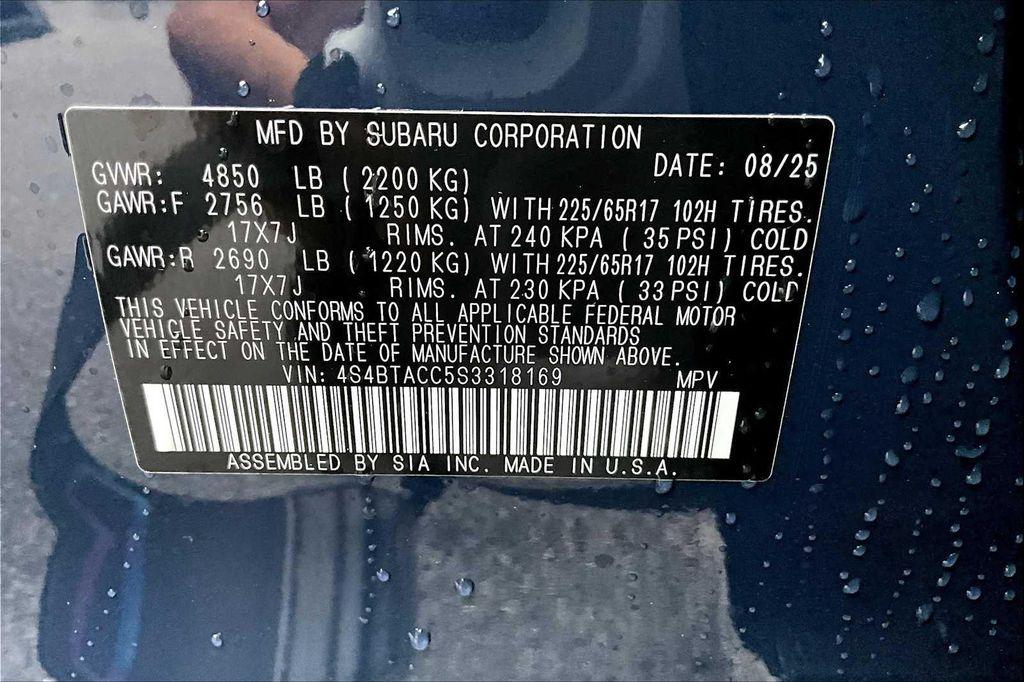 MFD BY SUBARU CORPORATION
DATE: 08/25
GVWR: 4850 LB ( 2200 KG)
GAWR:F 2756 LB ( 1250 KG) WITH 225/65R17 102H TIRES.
17X7J RIMS. AT 240 KPA ( 35 PSI) COLD
GAWR:R 2690 LB ( 1220 KG) WITH 225/65R17 102H TIRES.
17X7J RIMS. AT 230 KPA ( 33 PSI) COLD
THIS VEHICLE CONFORMS TO ALL APPLICABLE FEDERAL MOTOR
VEHICLE SAFETY AND THEFT PREVENTION STANDARDS
IN EFFECT ON THE DATE OF MANUFACTURE SHOWN ABOVE.
VIN: 4S4BTACC5S3318169 MPV
ASSEMBLED BY SIA INC. MADE IN U.S.A.